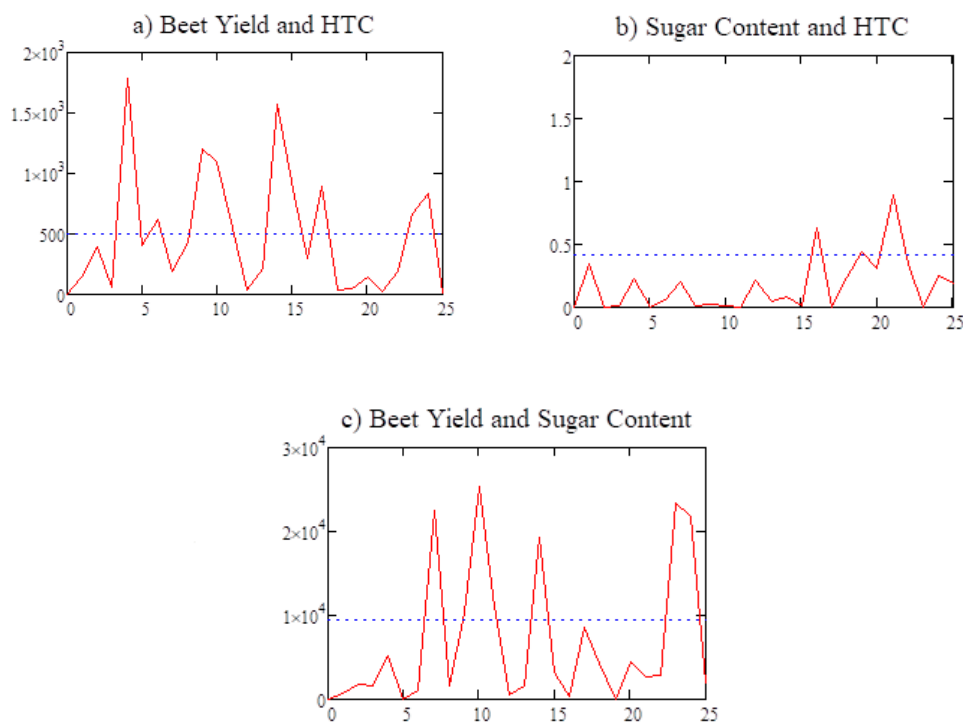 a) Beet Yield and HTC
2×10³
1.5×10³
1×10³
500
0
0 5 10 15 20 25
b) Sugar Content and HTC
2
1.5
1
0.5
0
0 5 10 15 20 25
c) Beet Yield and Sugar Content
3×10⁴
2×10⁴
1×10⁴
0
0 5 10 15 20 25